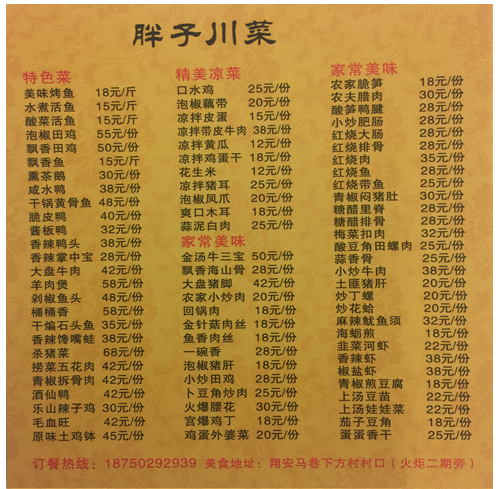 胖子川菜
特色菜
美味烤鱼 18元/斤
水煮活鱼 15元/斤
酸菜活鱼 15元/斤
泡椒田鸡 55元/份
飘香田鸡 50元/份
飘香鱼 15元/斤
熏茶鹅 30元/份
咸水鸭 38元/份
干锅黄骨鱼 48元/份
脆皮鸭 40元/份
酱板鸭 32元/份
香辣鸭头 38元/份
香辣掌中宝 28元/份
大盘牛肉 42元/份
羊肉煲 58元/份
剁椒鱼头 48元/份
桶桶香 58元/份
干煸石头鱼 35元/份
香辣馋嘴蛙 38元/份
杀猪菜 68元/份
捞菜五花肉 42元/份
青椒拆骨肉 42元/份
酒仙鸭 42元/份
乐山辣子鸡 30元/份
毛血旺 42元/份
原味土鸡钵 45元/份
精美凉菜
口水鸡 25元/份
泡椒藕带 20元/份
凉拌皮蛋 15元/份
凉拌带皮牛肉 38元/份
凉拌黄瓜 12元/份
凉拌鸡蛋干 18元/份
花生米 12元/份
凉拌猪耳 25元/份
泡椒凤爪 20元/份
爽口木耳 18元/份
蒜泥白肉 25元/份
家常美味
金汤牛三宝 50元/份
飘香海山骨 28元/份
大盘猪脚 42元/份
农家小炒肉 20元/份
回锅肉 18元/份
金针菇肉丝 18元/份
鱼香肉丝 18元/份
一碗香 28元/份
泡椒猪肝 18元/份
小炒田鸡 28元/份
卜豆角炒肉 25元/份
火爆腰花 30元/份
宫爆鸡丁 18元/份
鸡蛋外婆菜 20元/份
家常美味
农家脆笋 18元/份
农夫腊肉 30元/份
酸笋鸭腱 28元/份
小炒肥肠 28元/份
红烧大肠 28元/份
红烧排骨 28元/份
红烧肉 35元/份
红烧鱼 28元/份
红烧带鱼 25元/份
青椒闷猪肚 30元/份
糖醋里脊 28元/份
糖醋排骨 28元/份
梅菜扣肉 32元/份
酸豆角田螺肉 25元/份
蒜香骨 25元/份
小炒牛肉 38元/份
土匪猪肝 20元/份
炒丁螺 20元/份
炒花蛤 20元/份
麻辣鱿鱼须 32元/份
海蛎煎 18元/份
韭菜河虾 22元/份
香辣虾 38元/份
椒盐虾 38元/份
青椒煎豆腐 18元/份
上汤豆苗 22元/份
上汤娃娃菜 22元/份
茄子豆角 18元/份
蛋蛋香干 25元/份
订餐热线：18750292939 美食地址：翔安马巷下方村村口（火炬二期旁）